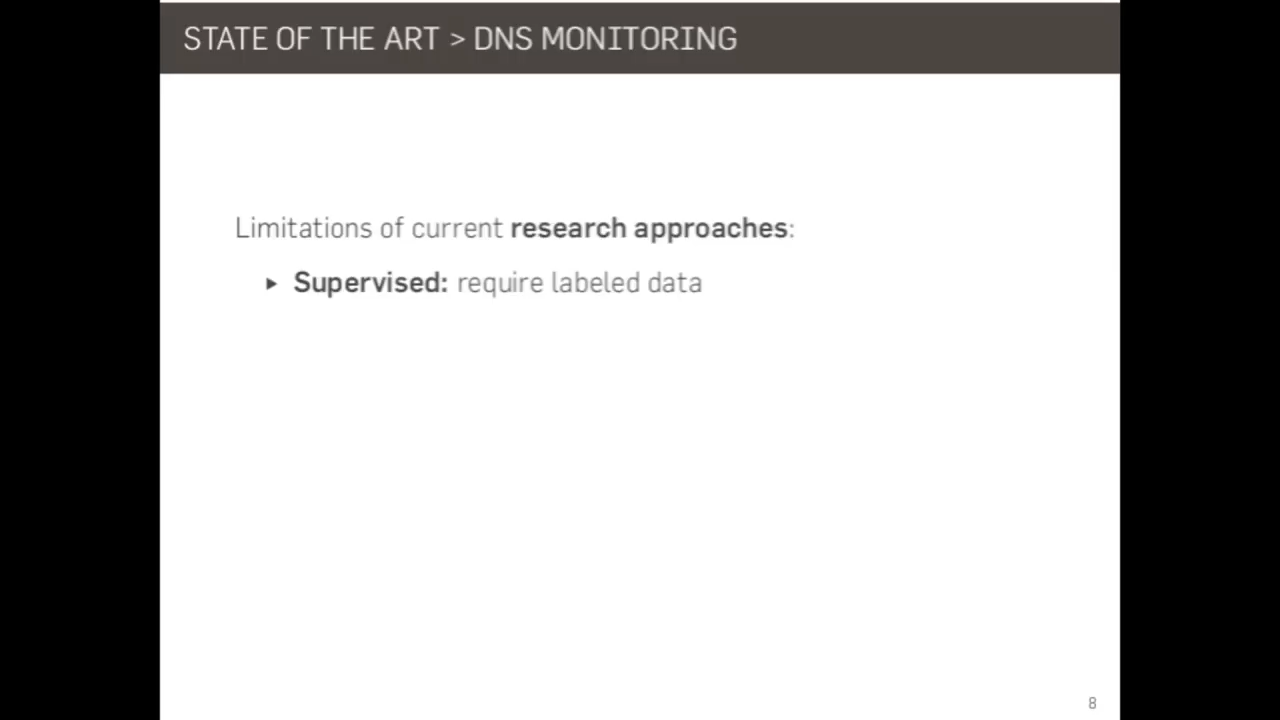 STATE OF THE ART > DNS MONITORING
Limitations of current research approaches:
▸ Supervised: require labeled data
8